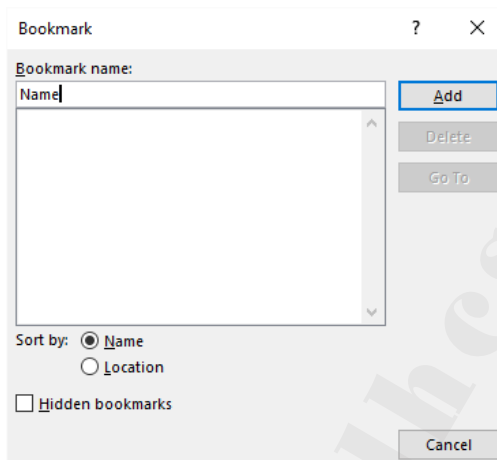 Bookmark ? ×
Bookmark name:
Name
Add
Delete
Go To
Sort by: Name
Location
Hidden bookmarks
Cancel